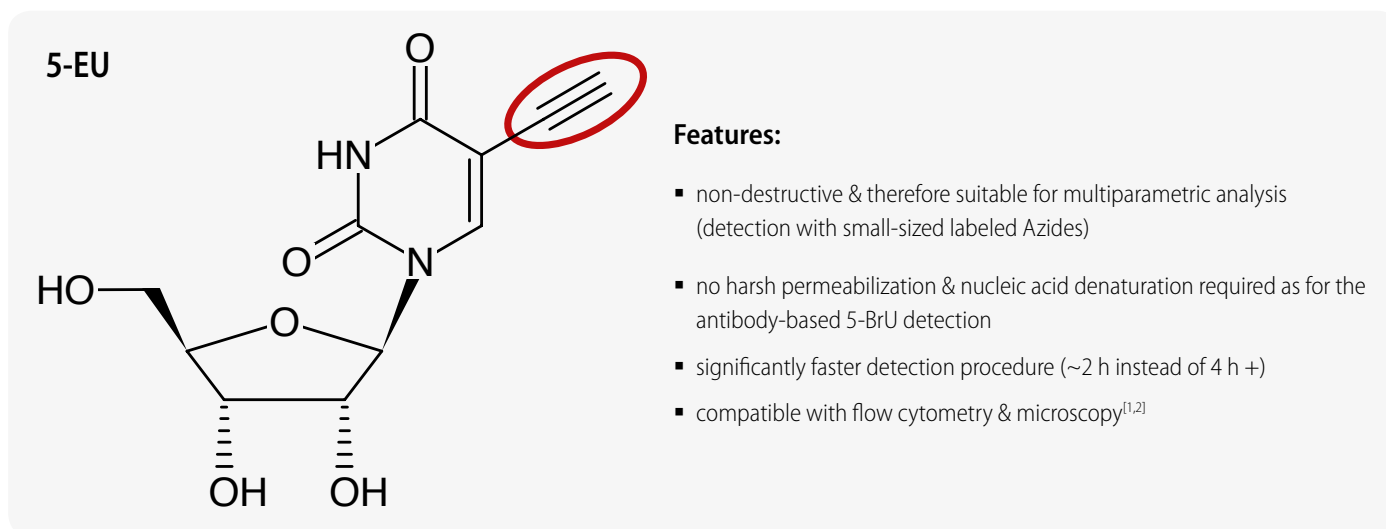 5-EU
O
HN
O
N
HO
O
OH
OH
Features:
▪ non-destructive & therefore suitable for multiparametric analysis
(detection with small-sized labeled Azides)
▪ no harsh permeabilization & nucleic acid denaturation required as for the
antibody-based 5-BrU detection
▪ significantly faster detection procedure (~2 h instead of 4 h +)
▪ compatible with flow cytometry & microscopy[1,2]